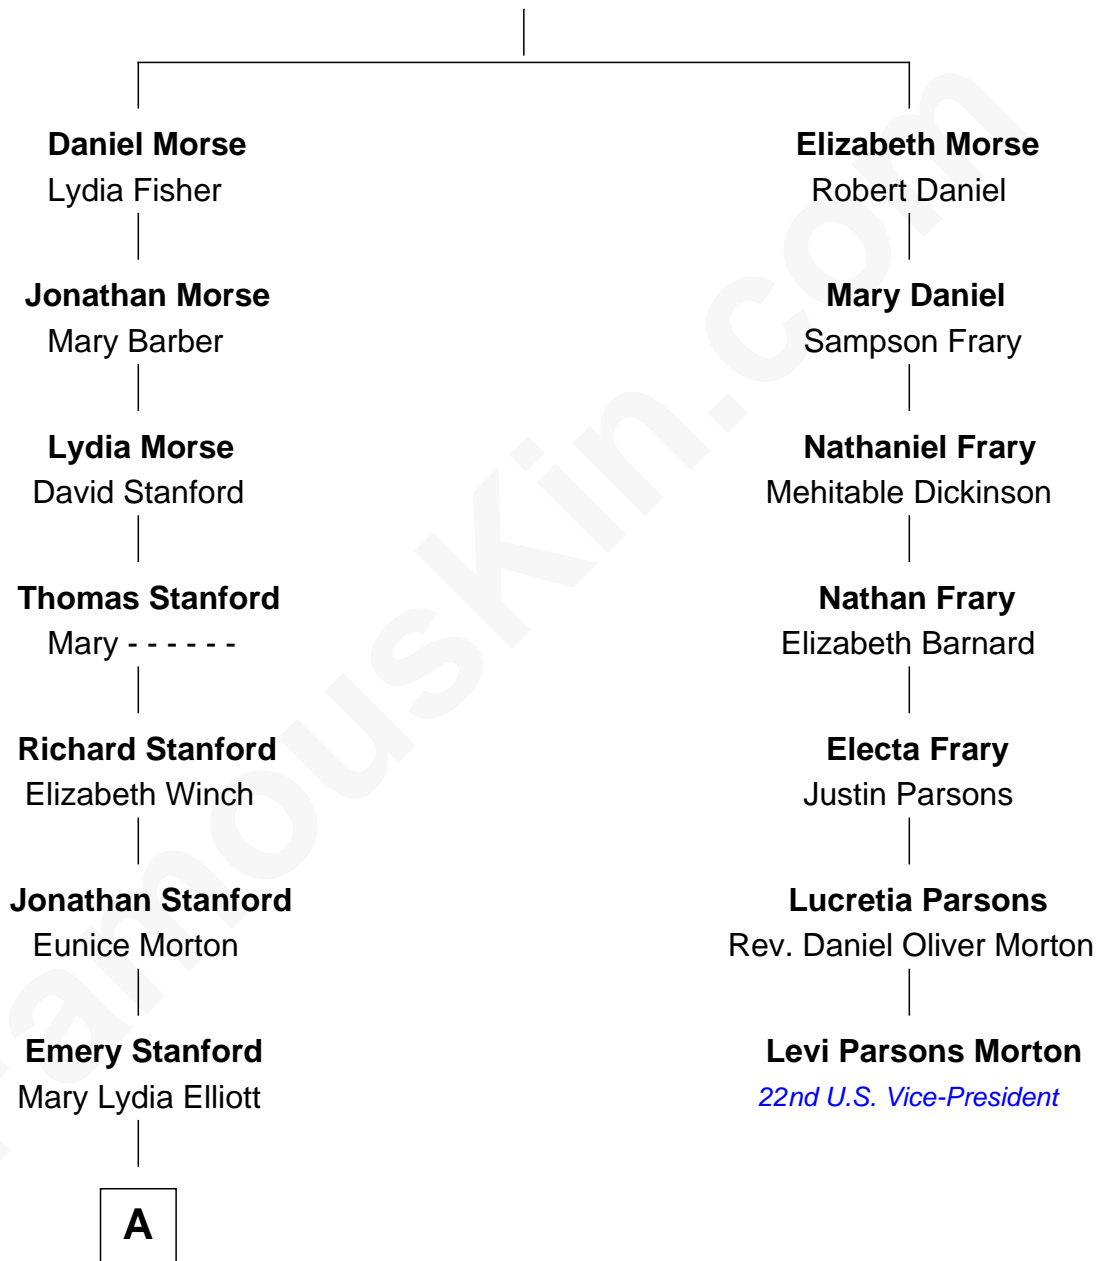 Daniel Morse
Lydia Fisher
Jonathan Morse
Mary Barber
Lydia Morse
David Stanford
Thomas Stanford
Mary - - - - - -
Richard Stanford
Elizabeth Winch
Jonathan Stanford
Eunice Morton
Emery Stanford
Mary Lydia Elliott
A
Elizabeth Morse
Robert Daniel
Mary Daniel
Sampson Frary
Nathaniel Frary
Mehitable Dickinson
Nathan Frary
Elizabeth Barnard
Electa Frary
Justin Parsons
Lucretia Parsons
Rev. Daniel Oliver Morton
Levi Parsons Morton
22nd U.S. Vice-President
FamousKin.com